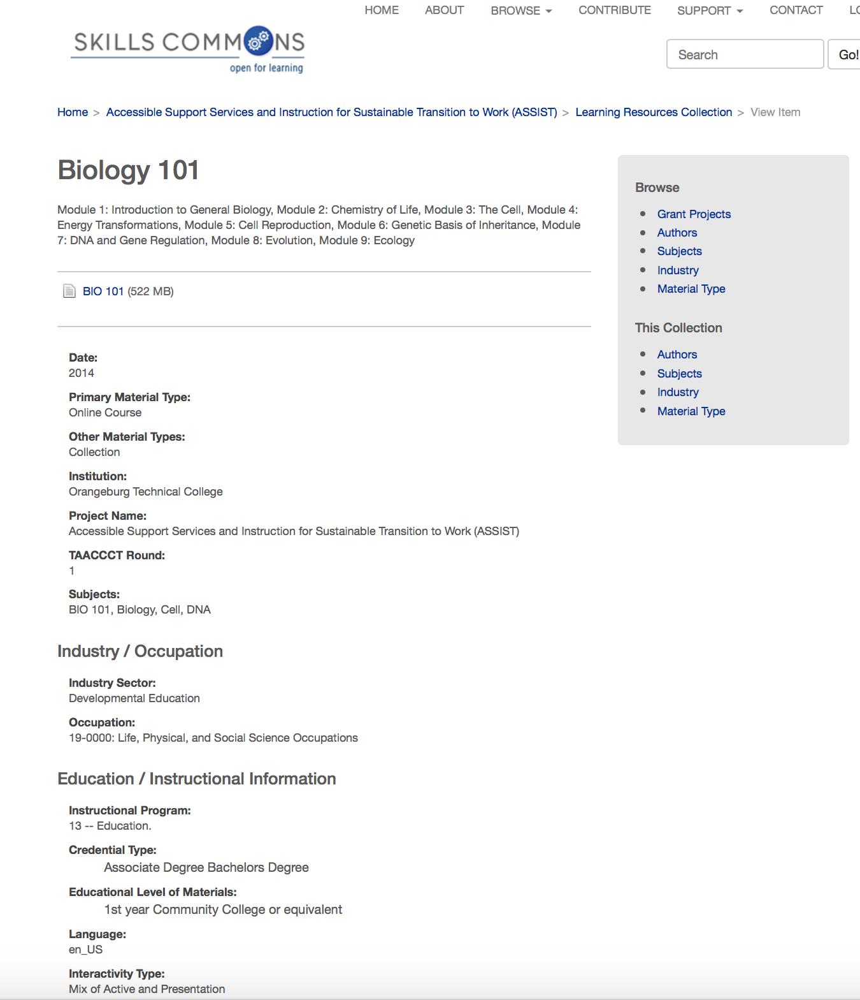 HOME ABOUT BROWSE CONTRIBUTE SUPPORT CONTACT LO
SKILLS COMMONS
open for learning
Search Go!
Home > Accessible Support Services and Instruction for Sustainable Transition to Work (ASSIST) > Learning Resources Collection > View Item
Biology 101
Module 1: Introduction to General Biology, Module 2: Chemistry of Life, Module 3: The Cell, Module 4:
Energy Transformations, Module 5: Cell Reproduction, Module 6: Genetic Basis of Inheritance, Module
7: DNA and Gene Regulation, Module 8: Evolution, Module 9: Ecology
BIO 101 (522 MB)
Date:
2014
Primary Material Type:
Online Course
Other Material Types:
Collection
Institution:
Orangeburg Technical College
Project Name:
Accessible Support Services and Instruction for Sustainable Transition to Work (ASSIST)
TAACCCT Round:
1
Subjects:
BIO 101, Biology, Cell, DNA
Industry / Occupation
Industry Sector:
Developmental Education
Occupation:
19-0000: Life, Physical, and Social Science Occupations
Education / Instructional Information
Instructional Program:
13 -- Education.
Credential Type:
Associate Degree Bachelors Degree
Educational Level of Materials:
1st year Community College or equivalent
Language:
en_US
Interactivity Type:
Mix of Active and Presentation
Browse
Grant Projects
Authors
Subjects
Industry
Material Type
This Collection
Authors
Subjects
Industry
Material Type